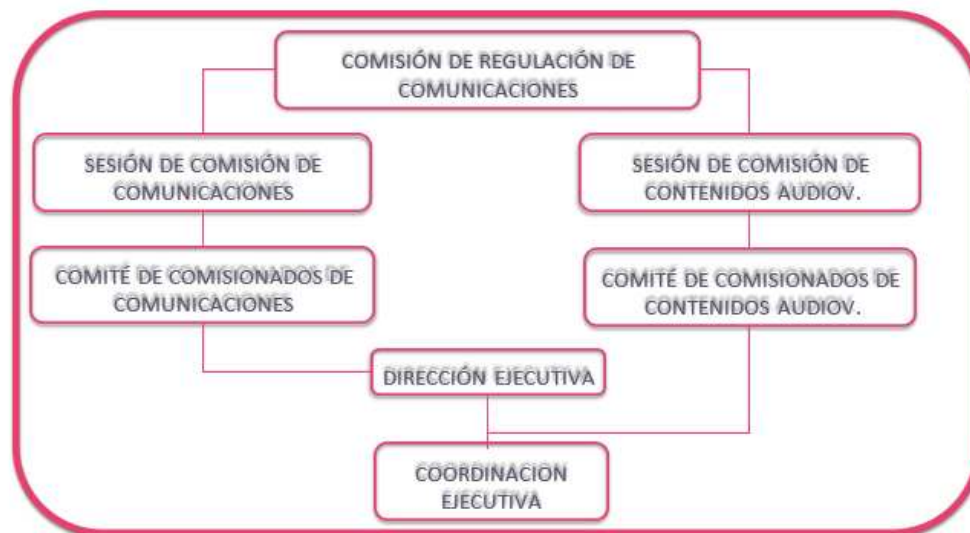 COMISIÓN DE REGULACIÓN DE
COMUNICACIONES
SESIÓN DE COMISIÓN DE
COMUNICACIONES
SESIÓN DE COMISIÓN DE
CONTENIDOS AUDIOV.
COMITÉ DE COMISIONADOS DE
COMUNICACIONES
COMITÉ DE COMISIONADOS DE
CONTENIDOS AUDIOV.
DIRECCIÓN EJECUTIVA
COORDINACION
EJECUTIVA